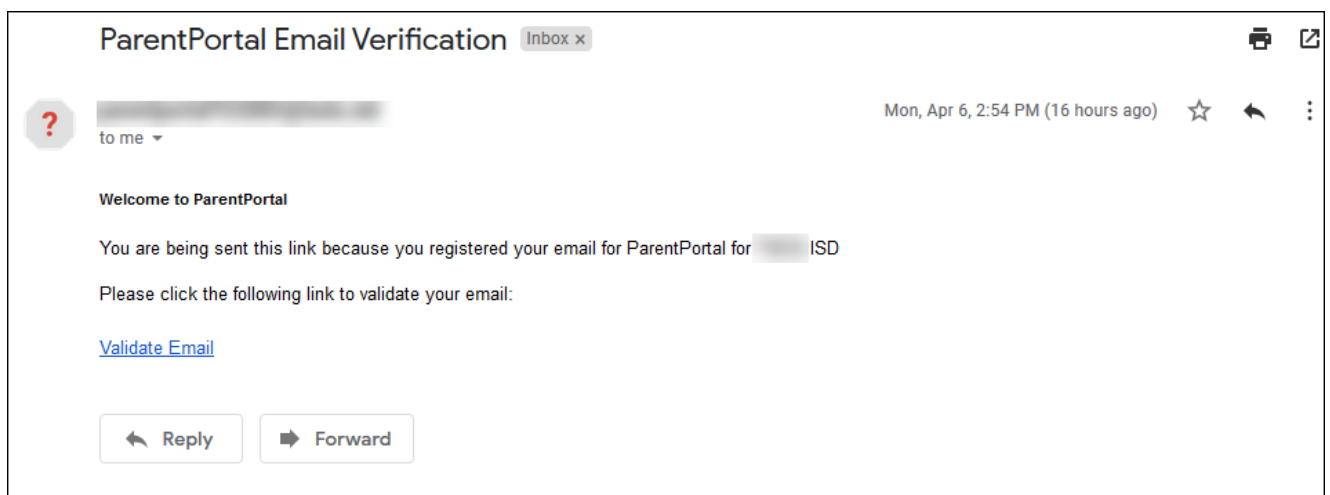 ParentPortal Email Verification Inbox x
?
Mon, Apr 6, 2:54 PM (16 hours ago)
to me
Welcome to ParentPortal
You are being sent this link because you registered your email for ParentPortal for ISD
Please click the following link to validate your email:
Validate Email
Reply Forward